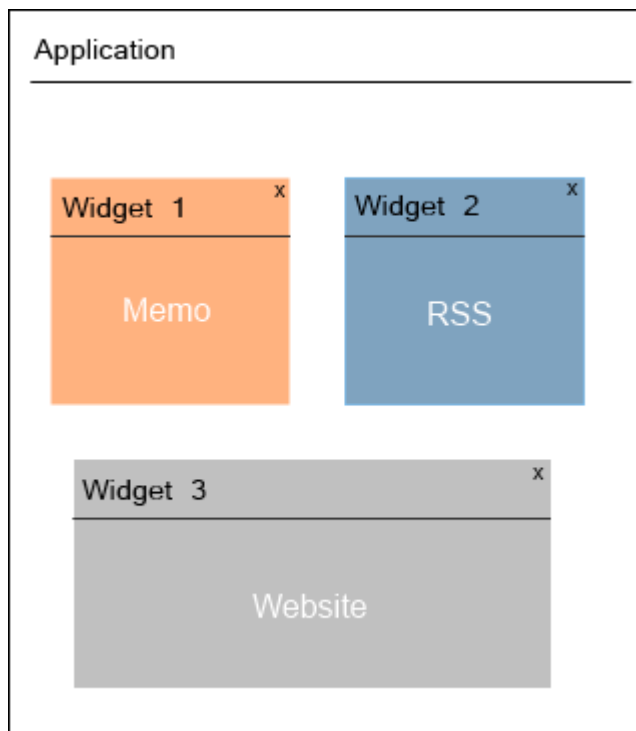 Application
Widget 1
x
Widget 2
x
Memo
RSS
Widget 3
x
Website